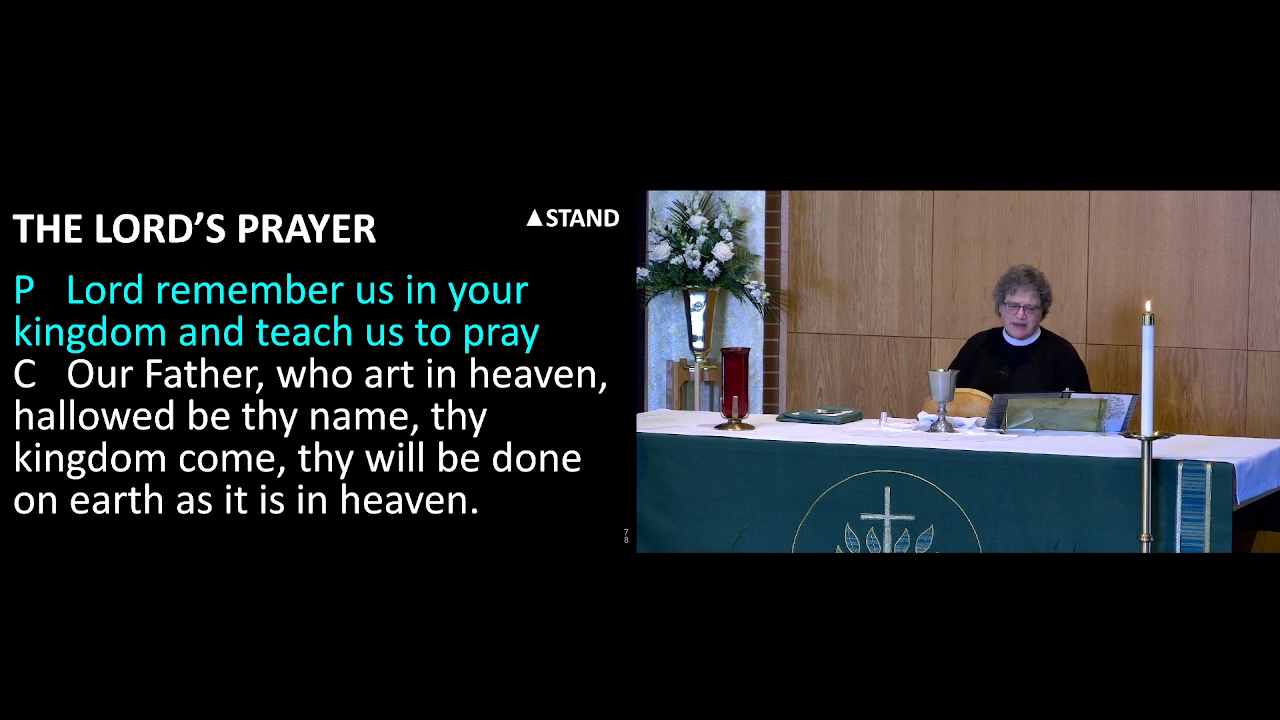 THE LORD’S PRAYER
▲STAND
P Lord remember us in your
kingdom and teach us to pray
C Our Father, who art in heaven,
hallowed be thy name, thy
kingdom come, thy will be done
on earth as it is in heaven.
7
8